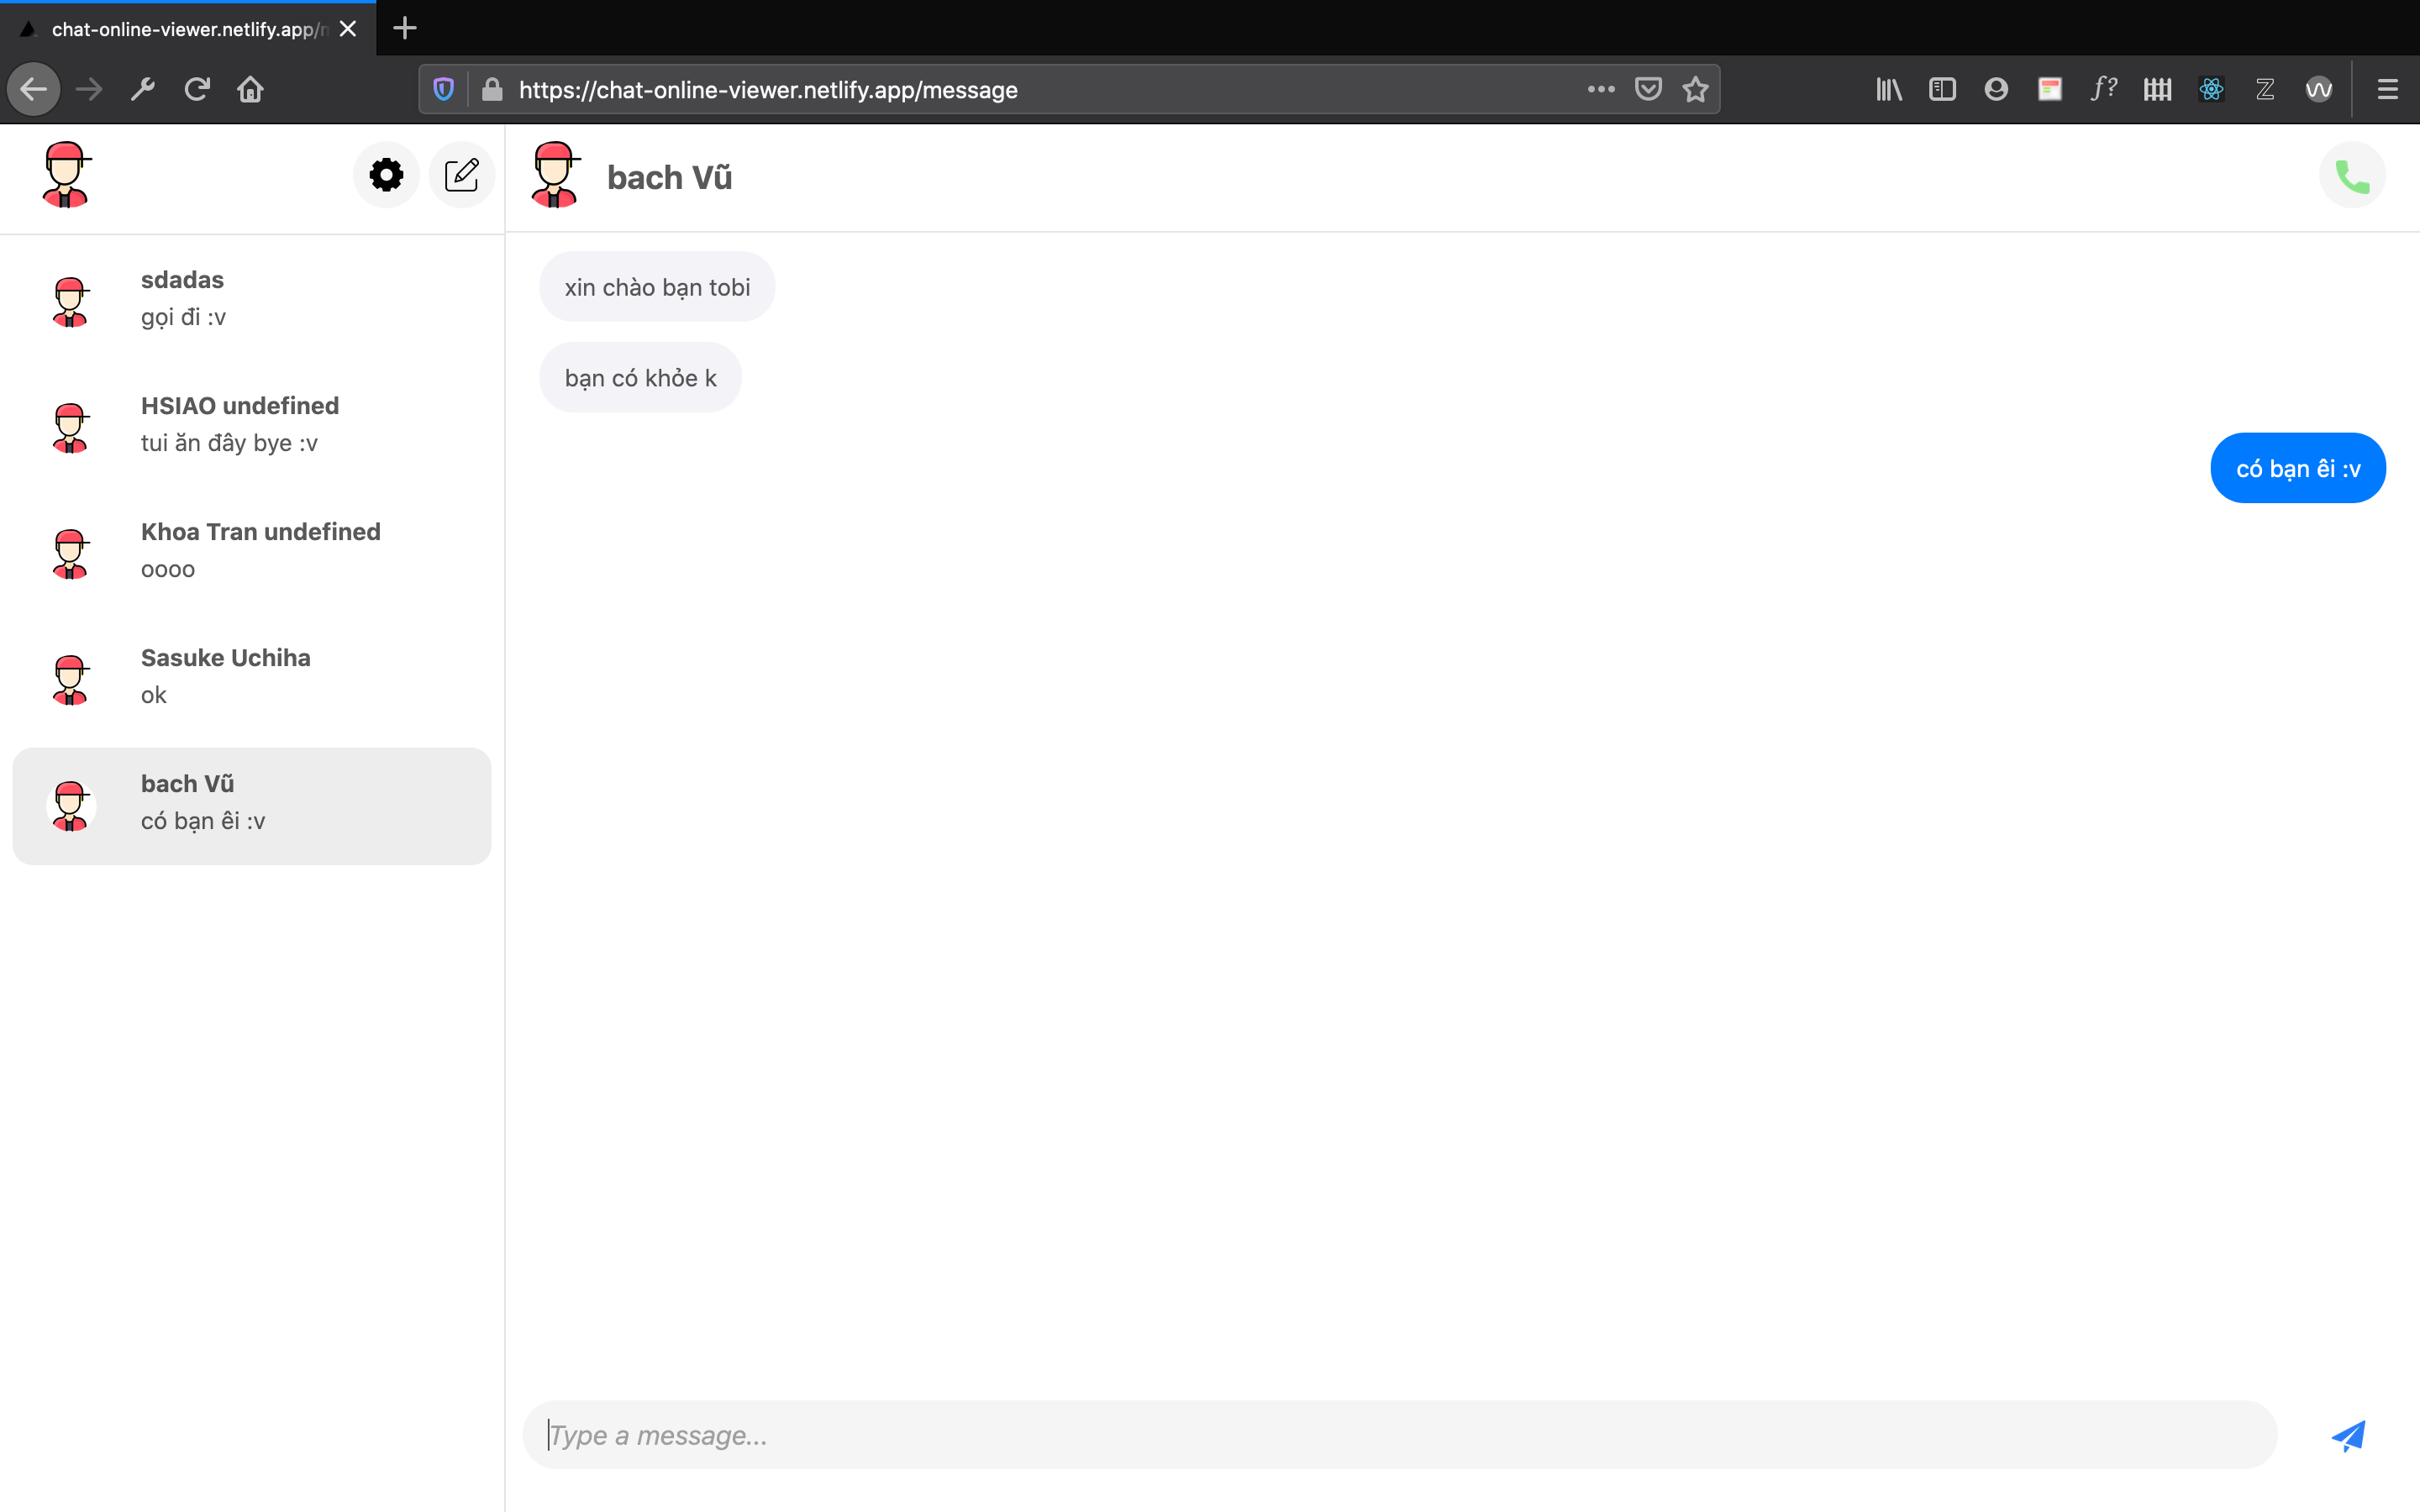 chat-online-viewer.netlify.app/
https://chat-online-viewer.netlify.app/message
bach Vũ
sdadas
gọi đi :v
HSIAO undefined
tui ăn đây bye :v
Khoa Tran undefined
oooo
Sasuke Uchiha
ok
bach Vũ
có bạn êi :v
xin chào bạn tobi
bạn có khỏe k
có bạn êi :v
Type a message...